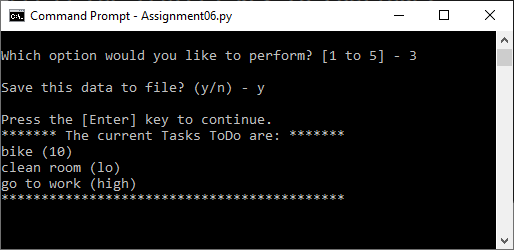 Command Prompt - Assignment06.py
Which option would you like to perform? [1 to 5] - 3
Save this data to file? (y/n) - y
Press the [Enter] key to continue.
******* The current Tasks ToDo are: *******
bike (10)
clean room (lo)
go to work (high)
*******************************************